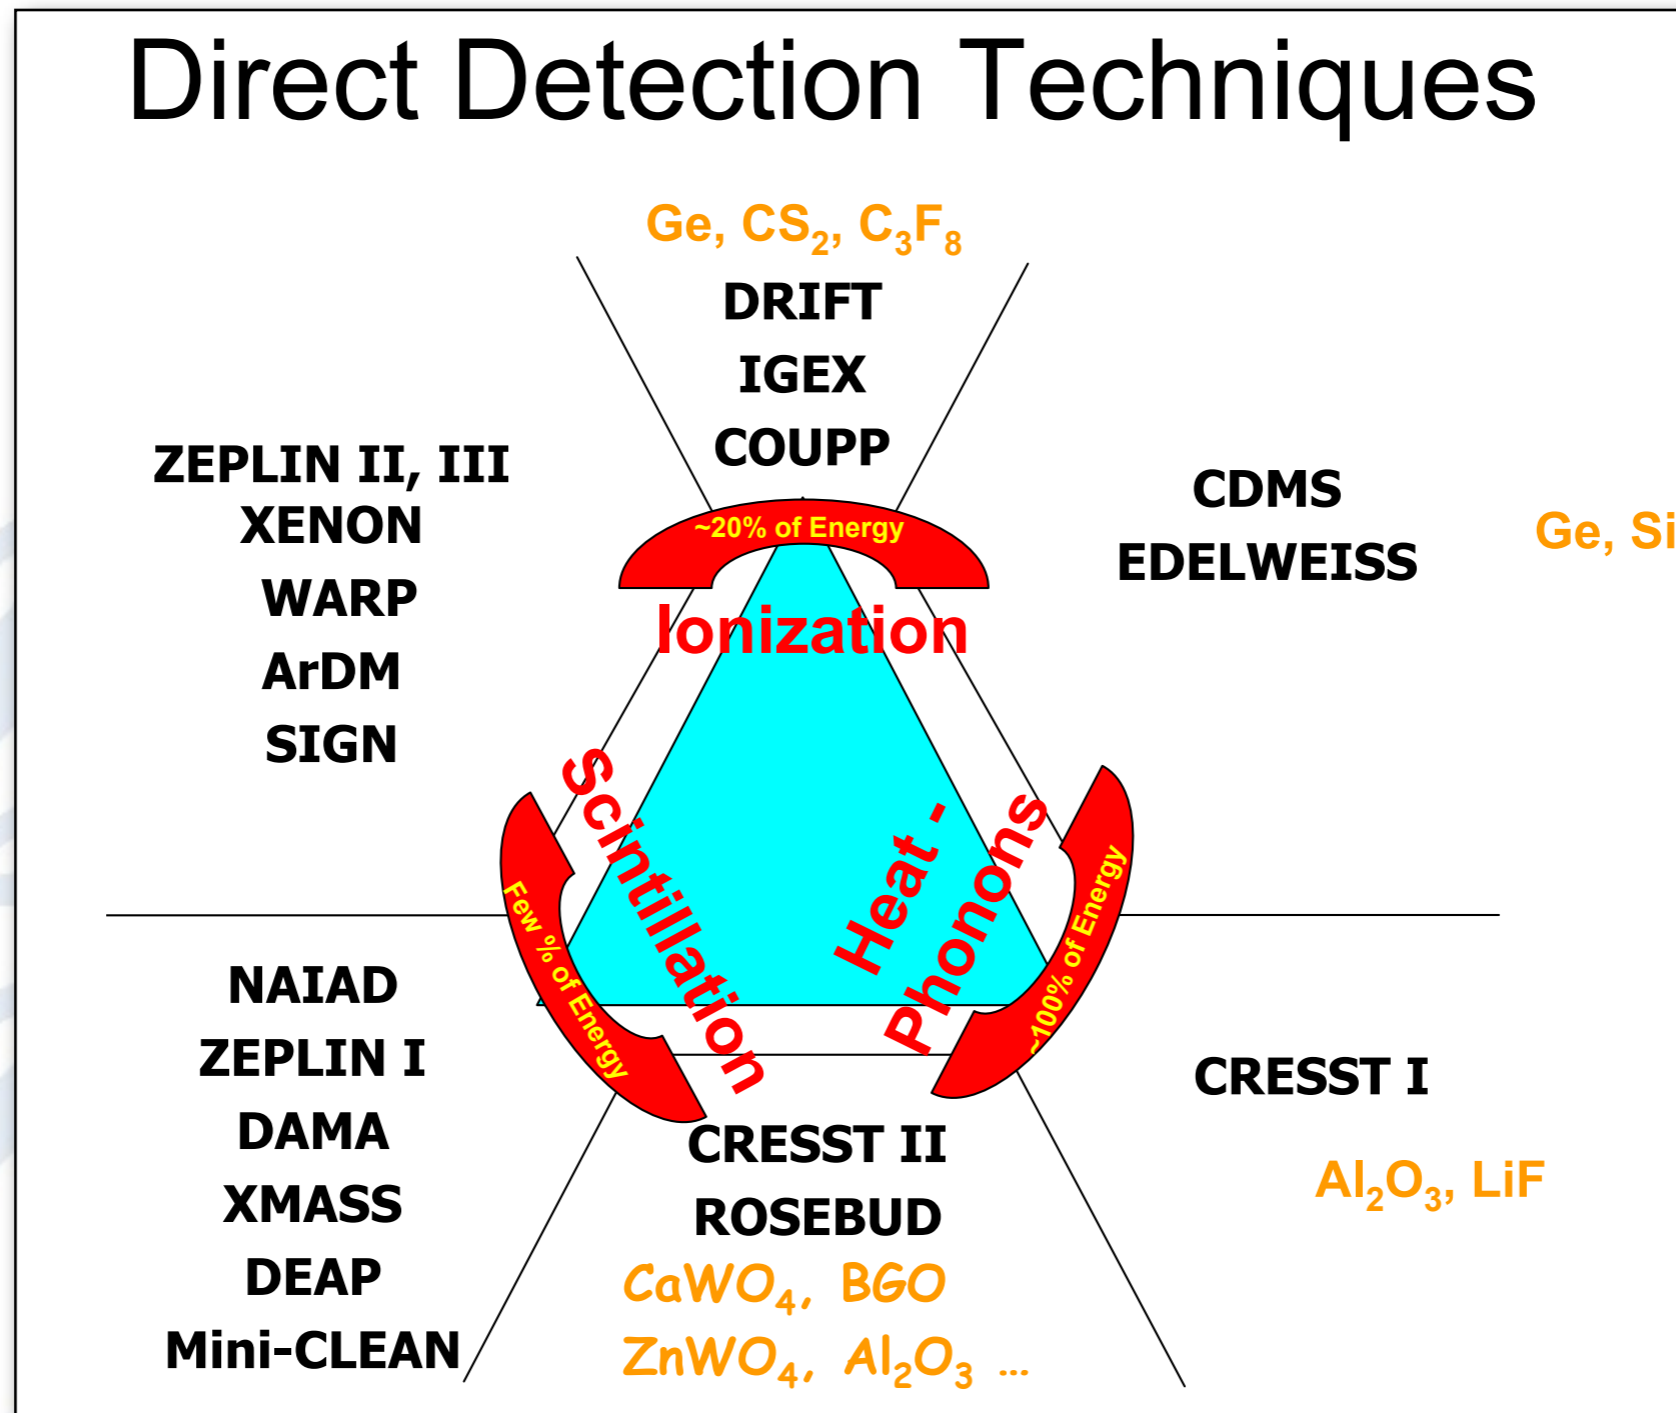 Direct Detection Techniques
Ge, CS₂, C₃F₈
DRIFT
IGEX
COUPP
ZEPLIN II, III
XENON
WARP
ArDM
SIGN
CDMS
EDELWEISS
Ge, Si
~20% of Energy
Ionization
Scintillation
Few % of Energy
Heat -
Phonons
~100% of Energy
NAIAD
ZEPLIN I
DAMA
XMASS
DEAP
Mini-CLEAN
CRESST II
ROSEBUD
CaWO₄, BGO
ZnWO₄, Al₂O₃ ...
CRESST I
Al₂O₃, LiF